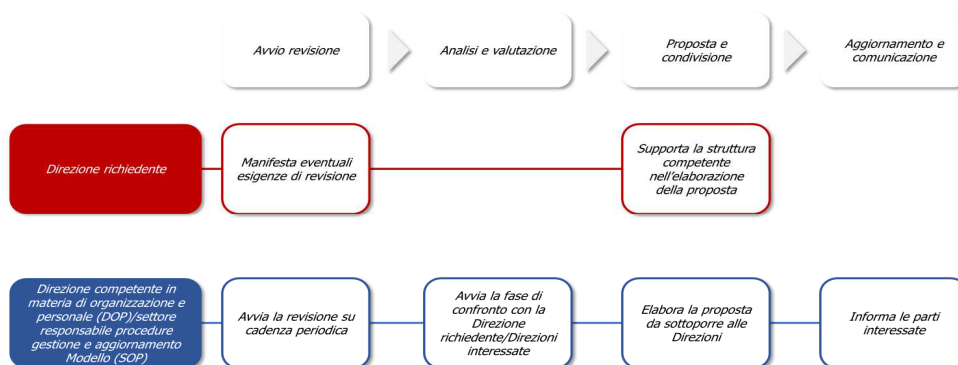 Avvio revisione
Analisi e valutazione
Proposta e
condivisione
Aggiornamento e
comunicazione
Direzione richiedente
Manifesta eventuali
esigenze di revisione
Supporta la struttura
competente
nell'elaborazione
della proposta
Direzione competente in
materia di organizzazione e
personale (DOP)/settore
responsabile procedure
gestione e aggiornamento
Modello (SOP)
Avvia la revisione su
cadenza periodica
Avvia la fase di
confronto con la
Direzione
richiedente/Direzioni
interessate
Elabora la proposta
da sottoporre alle
Direzioni
Informa le parti
interessate